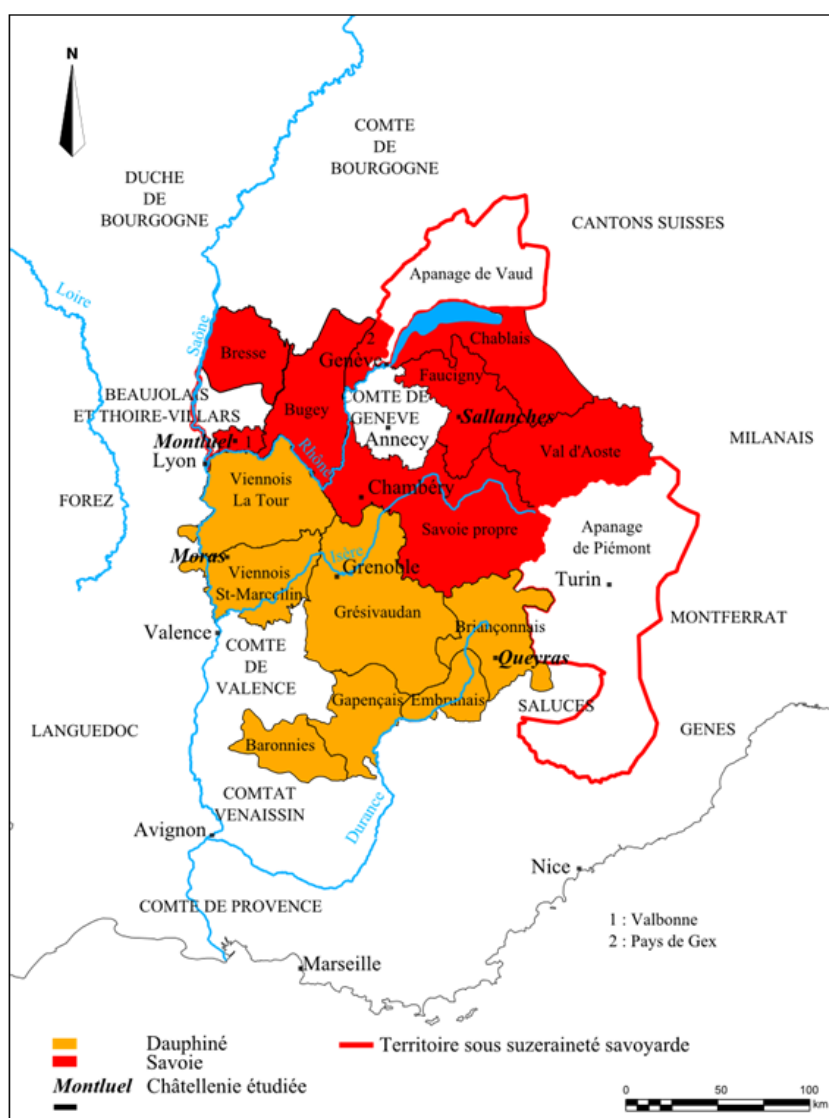 N
COMTE
DE
BOURGOGNE
DUCHE
DE
BOURGOGNE
CANTONS SUISSES
Apanage de Vaud
Loire
Saône
2
Chablais
Bresse
Genève
Faucigny
BEAUJOLAIS
ET THOIRE-VILLARS
Bugey
COMTE DE
GENEVE
Annecy
Sallanches
Montluel
1
Val d'Aoste
MILANAIS
Lyon
Rhône
Viennois
La Tour
Chambéry
FOREZ
Savoie propre
Apanage
de Piémont
Moras
Isère
Viennois
St-Marcellin
Grenoble
Turin
Grésivaudan
Briançonnais
MONTFERRAT
Valence
COMTE
DE
VALENCE
Queyras
Gapençais
Embrunais
SALUCES
LANGUEDOC
GENES
Baronnies
COMTAT
VENAISSIN
Durance
Avignon
Nice
COMTE DE PROVENCE
1 : Valbonne
2 : Pays de Gex
Marseille
Dauphiné
Territoire sous suzeraineté savoyarde
Savoie
Montluel Châtellenie étudiée
0 50 100
km